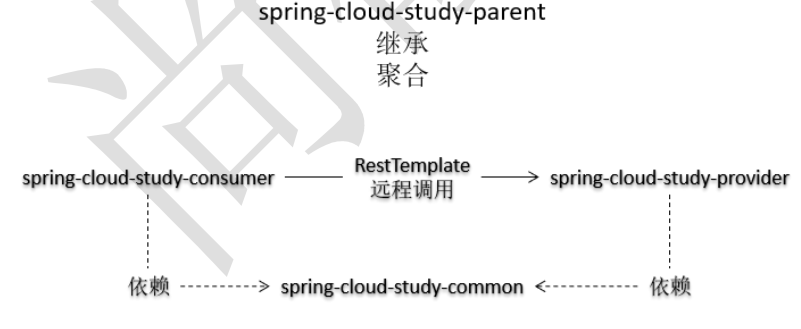 spring-cloud-study-parent
继承
聚合
spring-cloud-study-consumer
RestTemplate
远程调用
spring-cloud-study-provider
依赖
spring-cloud-study-common
依赖